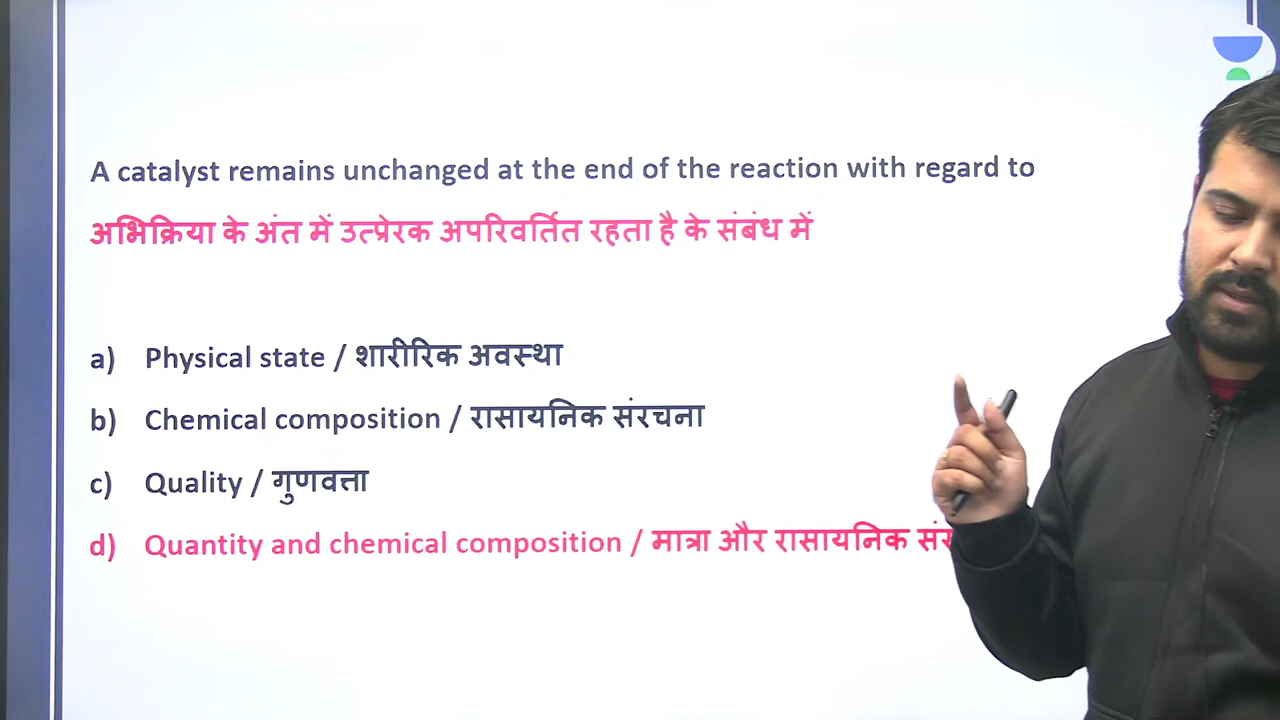 A catalyst remains unchanged at the end of the reaction with regard to
अभिक्रिया के अंत में उत्प्रेरक अपरिवर्तित रहता है के संबंध में
a) Physical state / शारीरिक अवस्था
b) Chemical composition / रासायनिक संरचना
c) Quality / गुणवत्ता
d) Quantity and chemical composition / मात्रा और रासायनिक